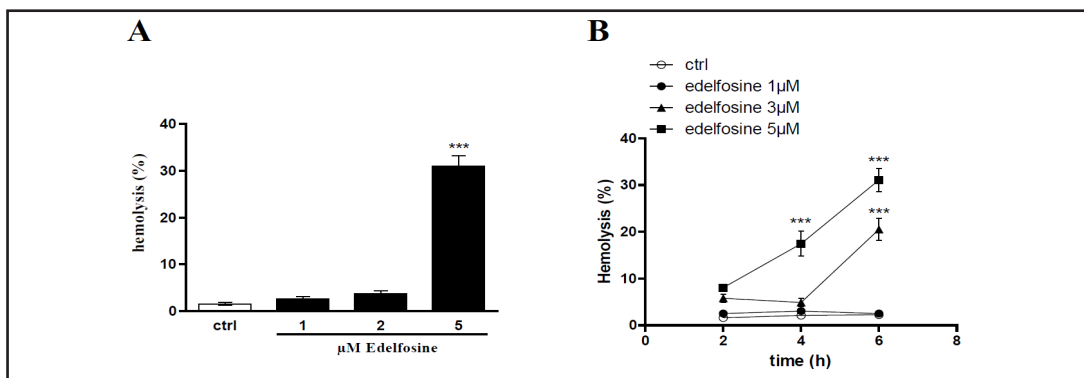 A
hemolysis (%)
40
30
20
10
0
***
ctrl
1
2
5
µM Edelfosine
B
ctrl
edelfosine 1µM
edelfosine 3µM
edelfosine 5µM
Hemolysis (%)
40
30
20
10
0
***
***
***
0
2
4
6
8
time (h)